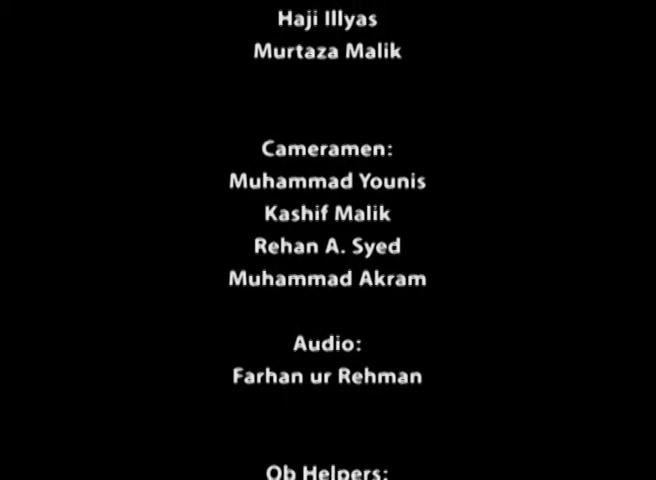 Haji Illyas
Murtaza Malik
Cameramen:
Muhammad Younis
Kashif Malik
Rehan A. Syed
Muhammad Akram
Audio:
Farhan ur Rehman
Ob Helpers: